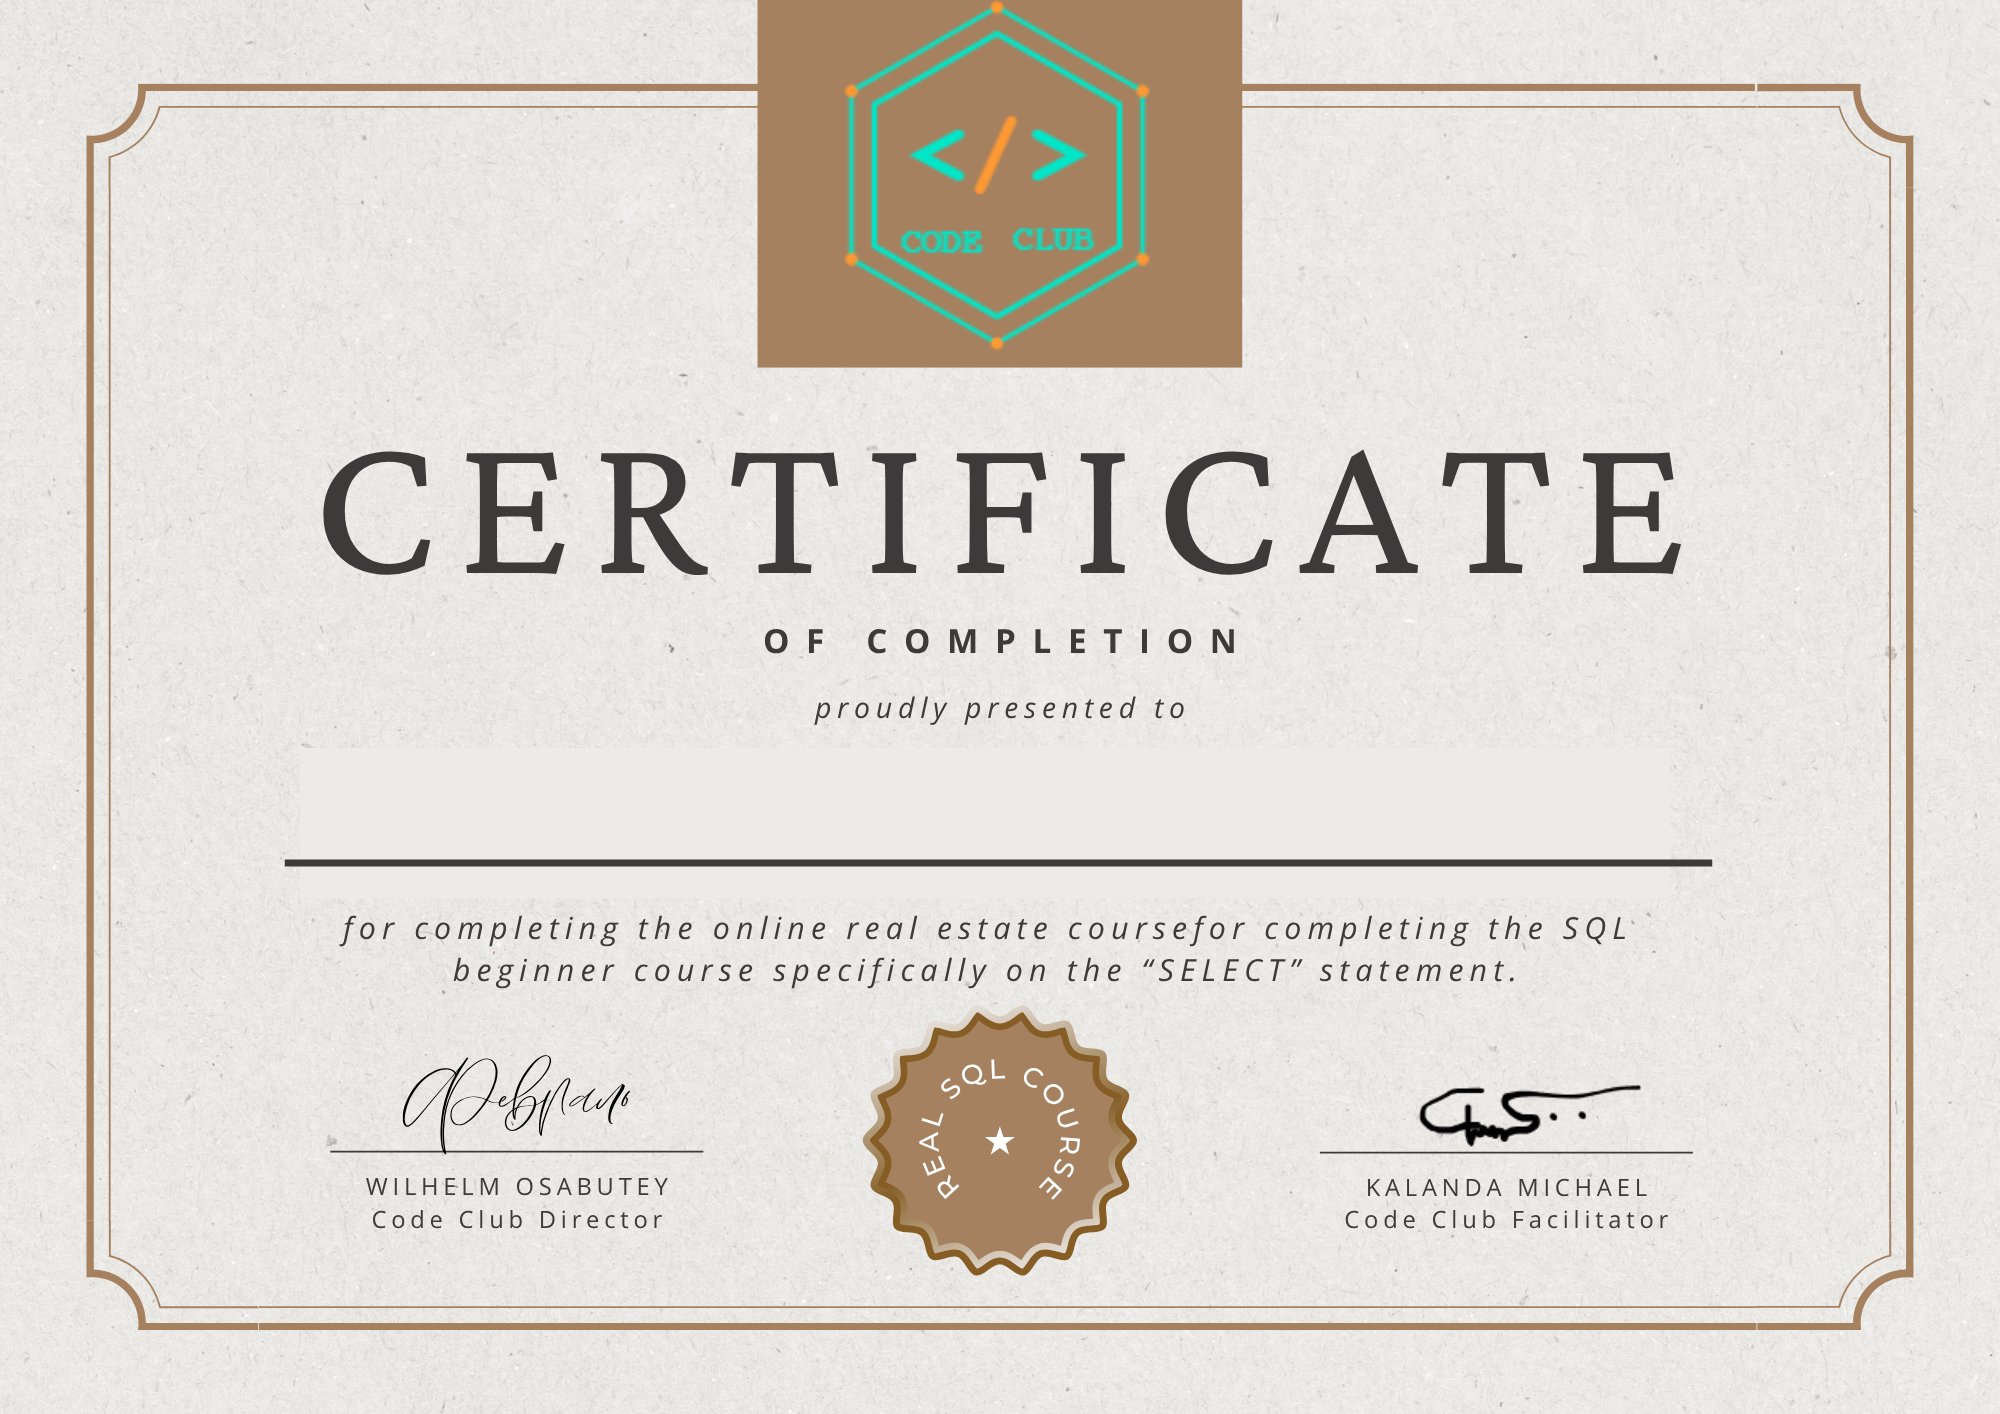 CODE CLUB
CERTIFICATE
OF COMPLETION
proudly presented to
for completing the online real estate coursefor completing the SQL
beginner course specifically on the “SELECT” statement.
REAL SQL COURSE
WILHELM OSABUTEY
Code Club Director
KALANDA MICHAEL
Code Club Facilitator